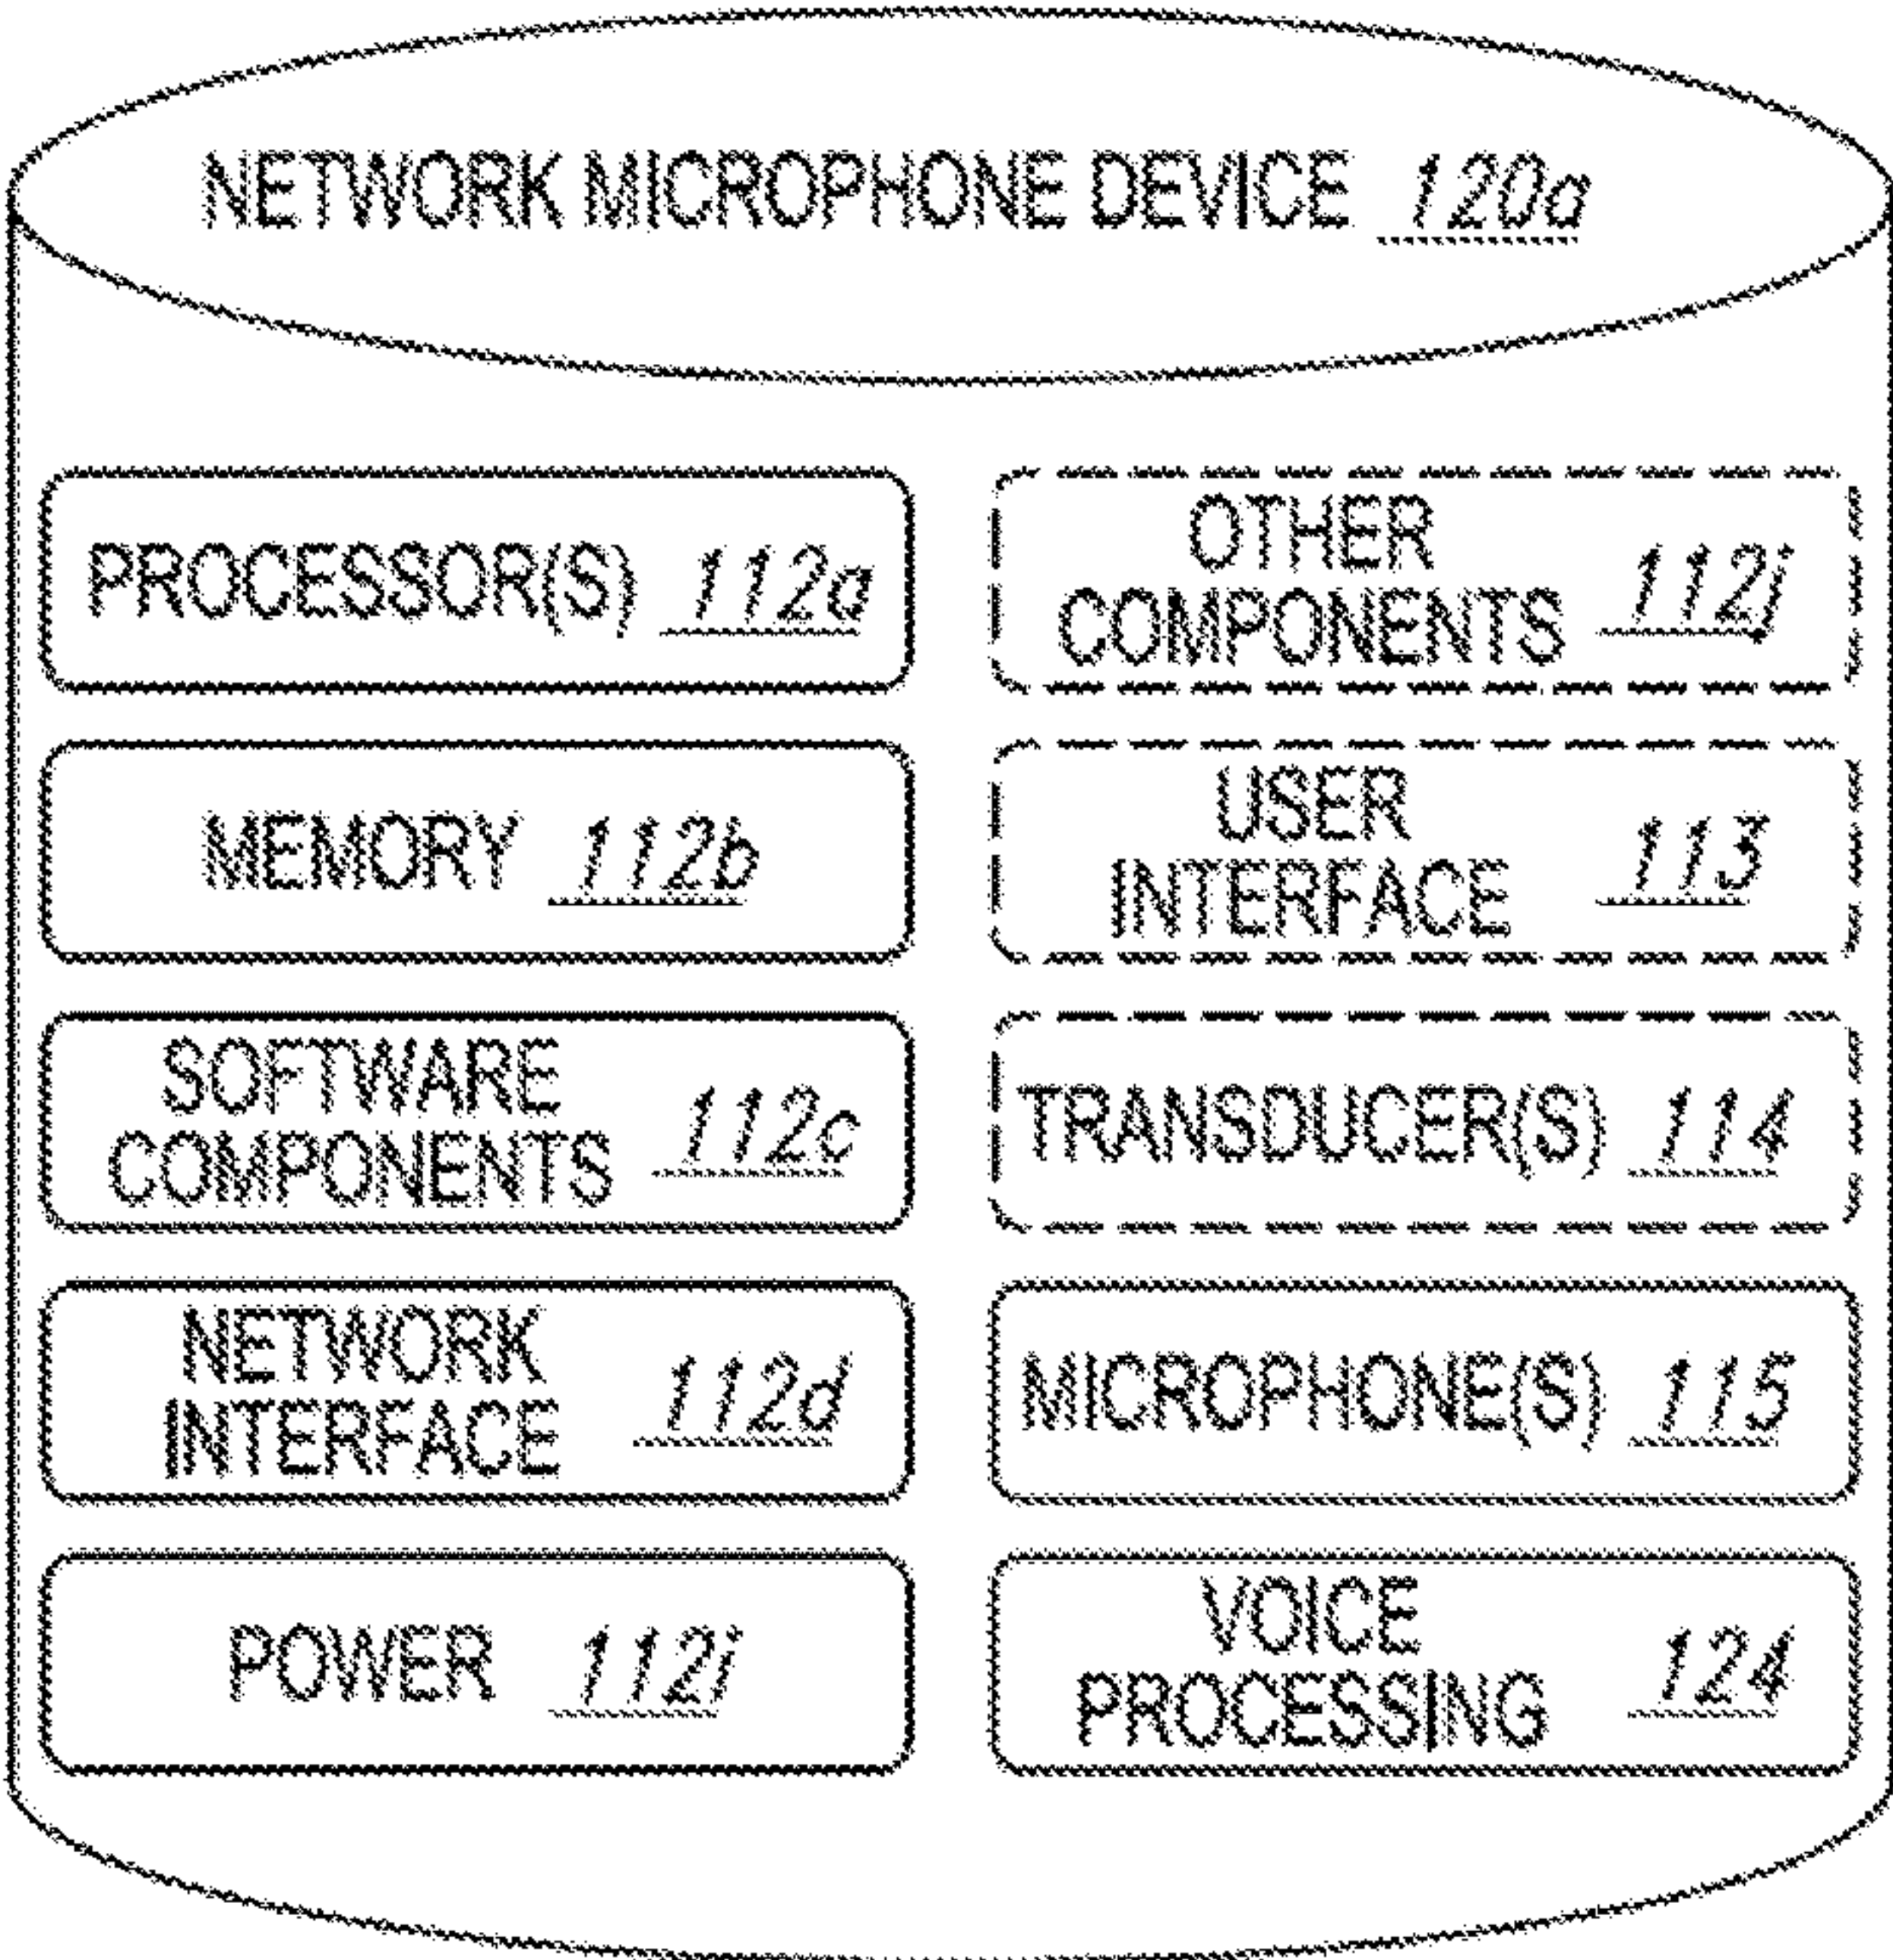 NETWORK MICROPHONE DEVICE 120a
PROCESSOR(S) 112a
MEMORY 112b
SOFTWARE
COMPONENTS 112c
NETWORK
INTERFACE 112d
POWER 112i
OTHER
COMPONENTS 112j
USER
INTERFACE 113
TRANSDUCER(S) 114
MICROPHONE(S) 115
VOICE
PROCESSING 124